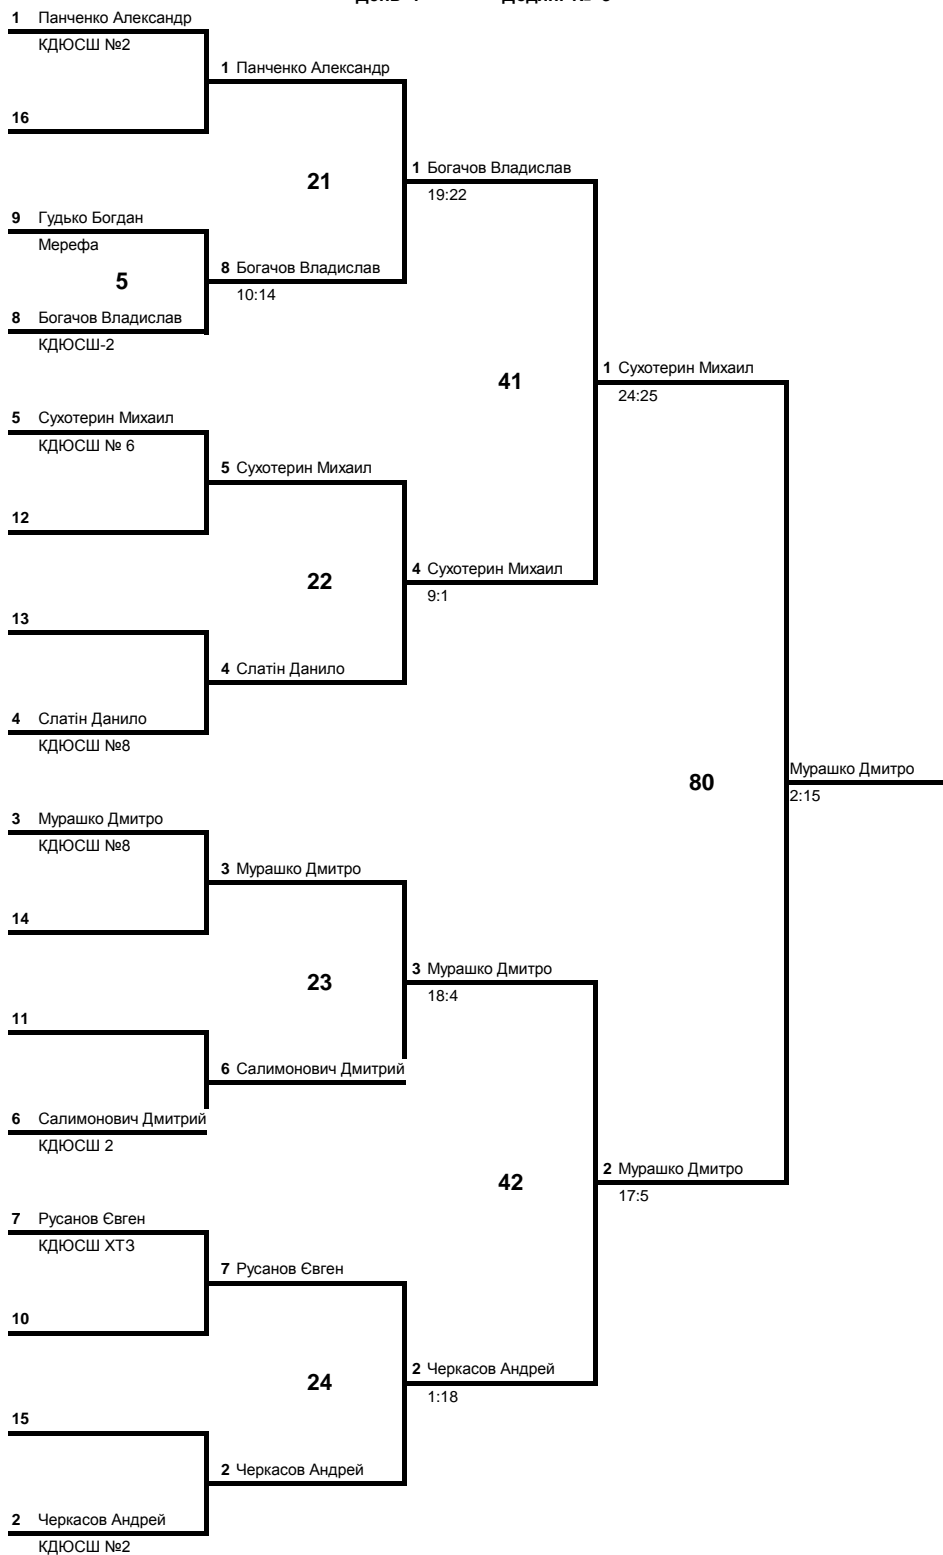 1 Панченко Александр
КДЮСШ №2
1 Панченко Александр
16
1 Богачов Владислав
21
19:22
9 Гудько Богдан
Мерефа
8 Богачов Владислав
5
10:14
8 Богачов Владислав
КДЮСШ-2
1 Сухотерин Михаил
41
24:25
5 Сухотерин Михаил
КДЮСШ № 6
5 Сухотерин Михаил
12
4 Сухотерин Михаил
22
9:1
13
4 Слатін Данило
4 Слатін Данило
КДЮСШ №8
Мурашко Дмитро
80
2:15
3 Мурашко Дмитро
КДЮСШ №8
3 Мурашко Дмитро
14
3 Мурашко Дмитро
23
18:4
11
6 Салимонович Дмитрий
6 Салимонович Дмитрий
КДЮСШ 2
2 Мурашко Дмитро
42
17:5
7 Русанов Євген
КДЮСШ ХТЗ
7 Русанов Євген
10
2 Черкасов Андрей
24
1:18
15
2 Черкасов Андрей
2 Черкасов Андрей
КДЮСШ №2